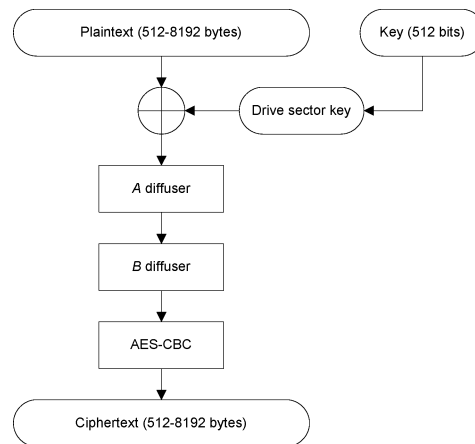 Plaintext (512-8192 bytes)
Key (512 bits)
Drive sector key
A diffuser
B diffuser
AES-CBC
Ciphertext (512-8192 bytes)